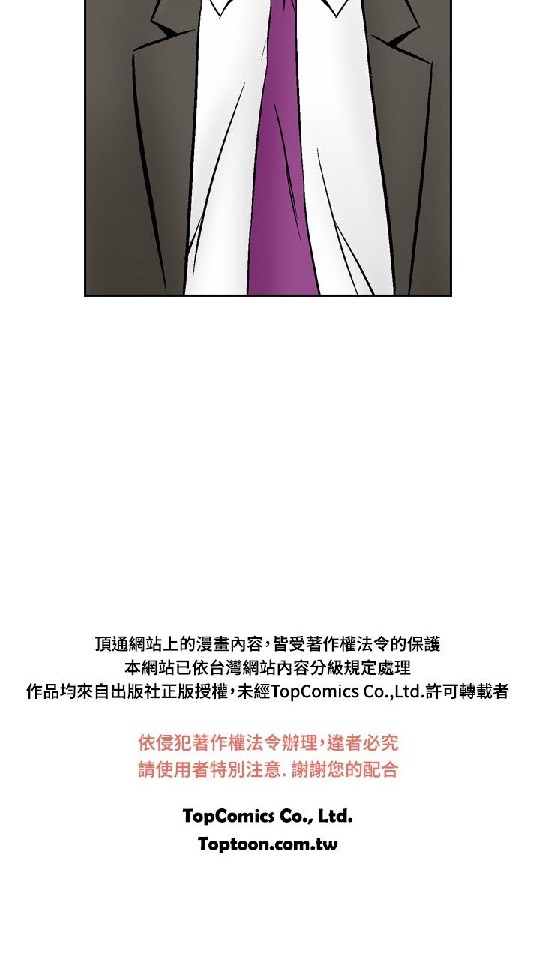 頂通網站上的漫畫內容，皆受著作權法令的保護
本網站已依台灣網站內容分級規定處理
作品均來自出版社正版授權，未經TopComics Co.,Ltd.許可轉載者
依侵犯著作權法令辦理，違者必究
請使用者特別注意. 謝謝您的配合
TopComics Co., Ltd.
Toptoon.com.tw